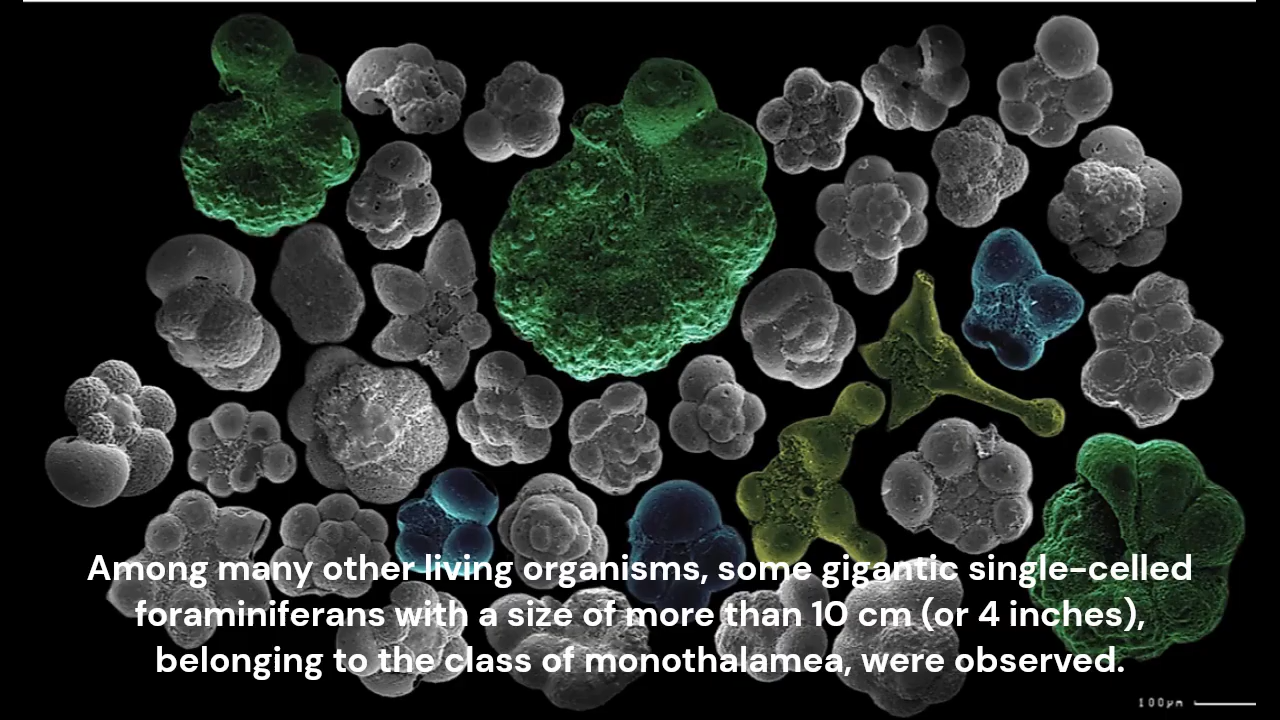 Among many other living organisms, some gigantic single-celled
foraminiferans with a size of more than 10 cm (or 4 inches),
belonging to the class of monothalamea, were observed.
100µm